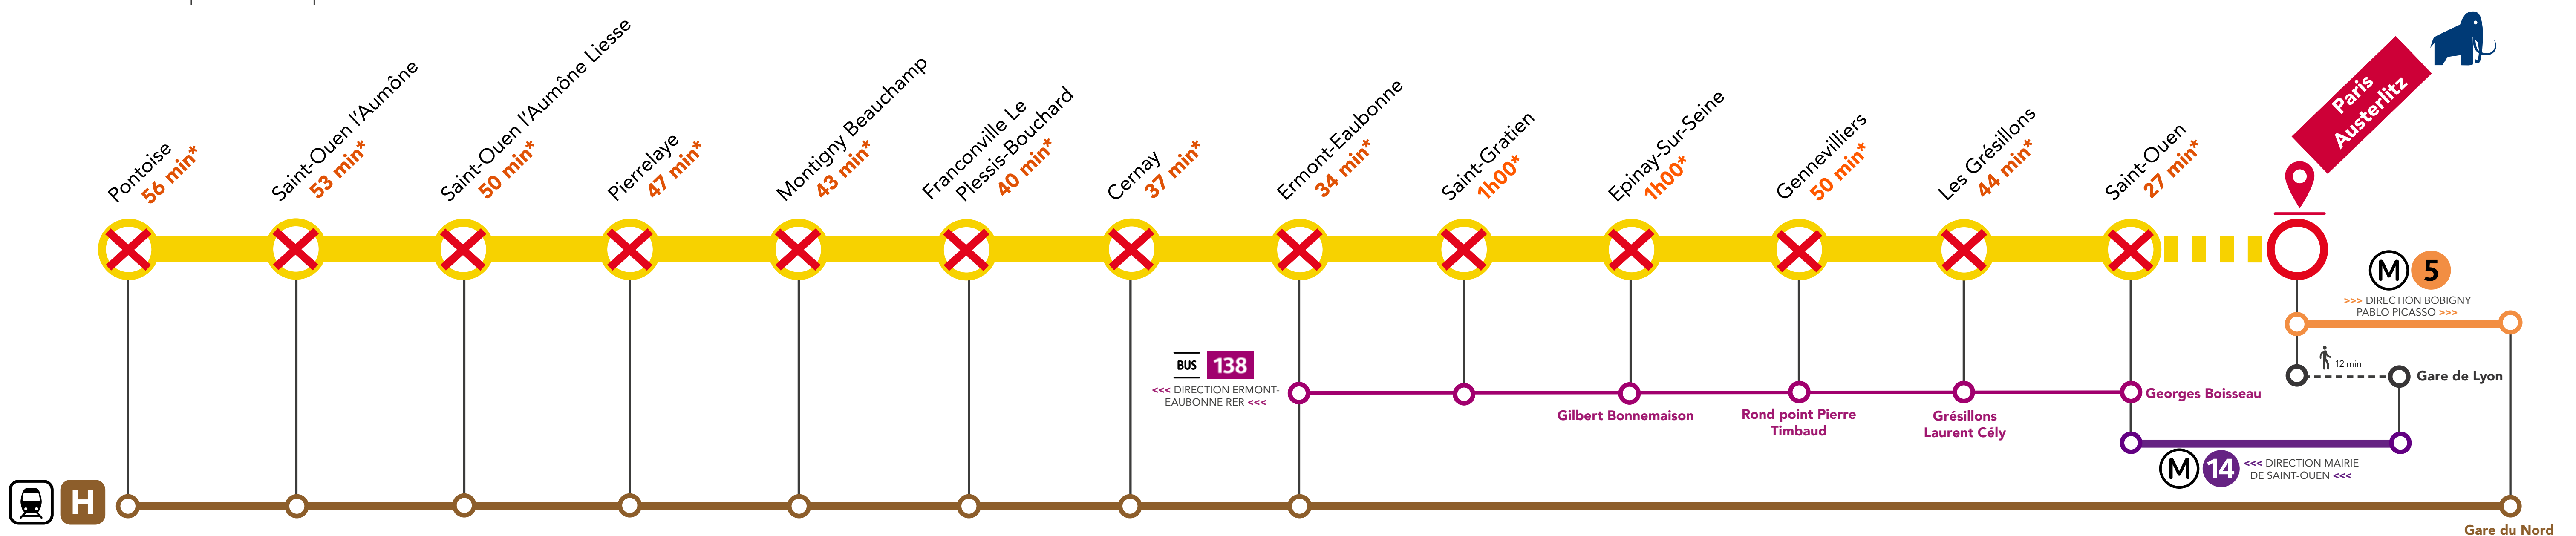 Pontoise
56 min*
Saint-Ouen l'Aumône
53 min*
Saint-Ouen l'Aumône Liesse
50 min*
Pierrelaye
47 min*
Montigny Beauchamp
43 min*
Franconville Le
Plessis-Bouchard
40 min*
Cernay
37 min*
Ermont-Eaubonne
34 min*
Saint-Gratien
1h00*
Epinay-Sur-Seine
1h00*
Gennevilliers
50 min*
Les Grésillons
44 min*
Saint-Ouen
27 min*
Paris
Austerlitz
M 5
>>> DIRECTION BOBIGNY
PABLO PICASSO >>>
12 min
Gare de Lyon
BUS 138
<<< DIRECTION ERMONT-
EAUBONNE RER <<<
Gilbert Bonnemaison
Rond point Pierre
Timbaud
Grésillons
Laurent Cély
Georges Boisseau
M 14
<<< DIRECTION MAIRIE
DE SAINT-OUEN <<<
H
Gare du Nord